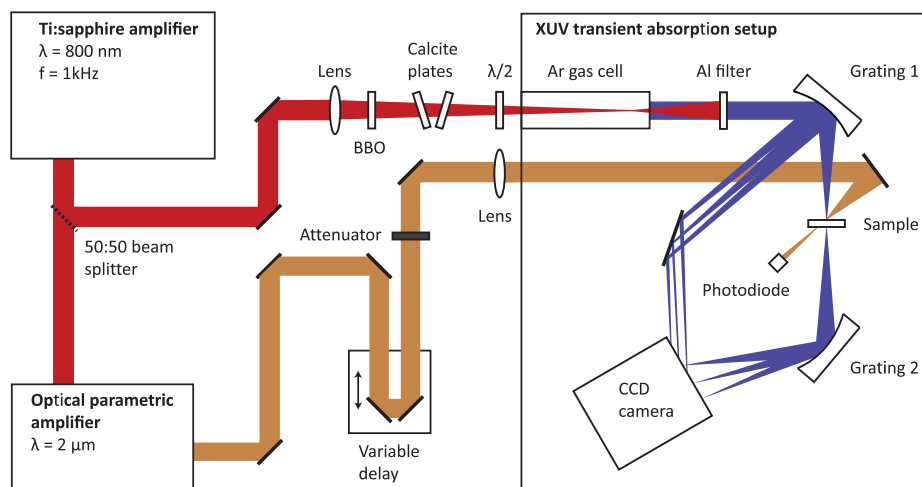 Ti:sapphire amplifier
λ = 800 nm
f = 1kHz
XUV transient absorption setup
Lens
Calcite
plates
λ/2
Ar gas cell
Al filter
Grating 1
BBO
Lens
50:50 beam
splitter
Attenuator
Sample
Photodiode
Optical parametric
amplifier
λ = 2 μm
Variable
delay
CCD
camera
Grating 2